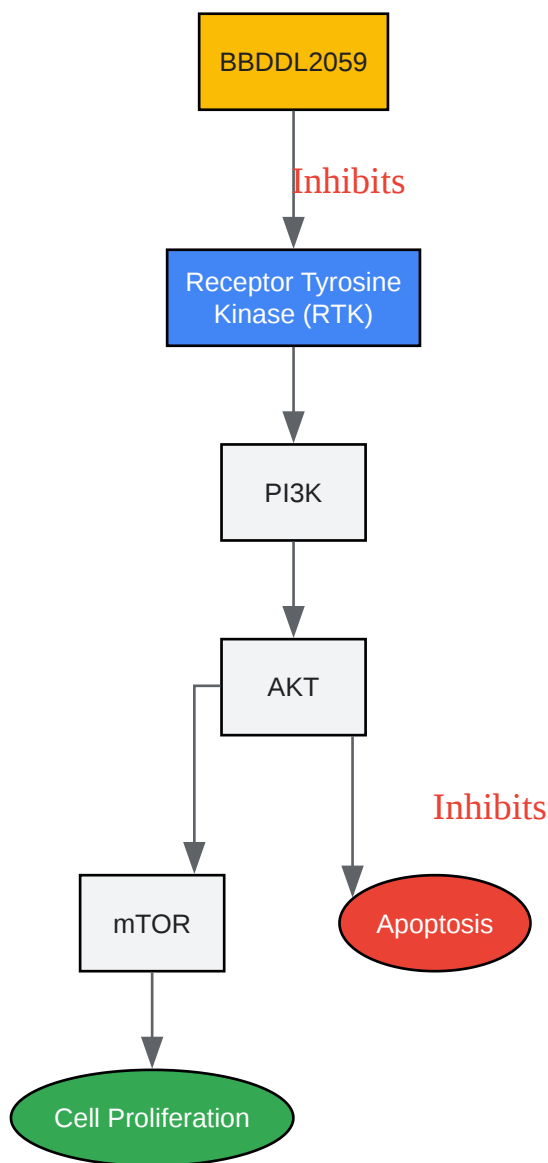 BBDDL2059
Inhibits
Receptor Tyrosine
Kinase (RTK)
PI3K
AKT
Inhibits
mTOR
Apoptosis
Cell Proliferation